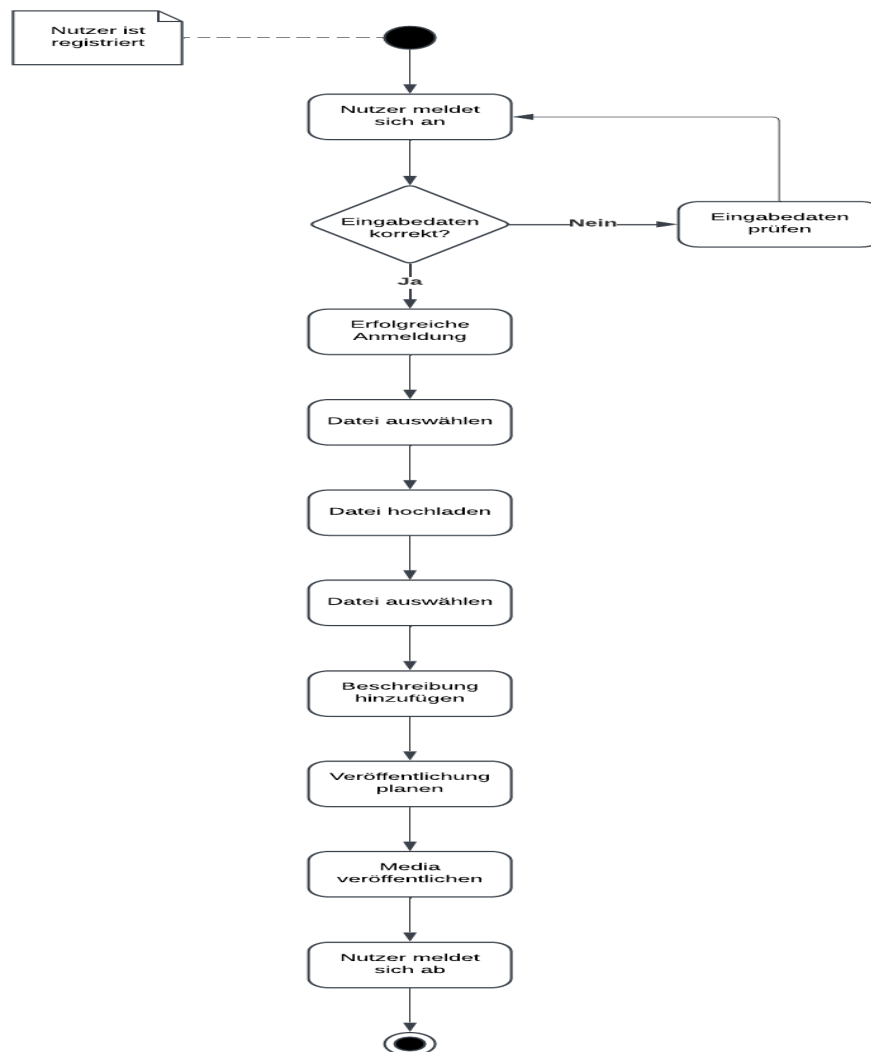 Nutzer ist
registriert
Nutzer meldet
sich an
Eingabedaten
korrekt?
Nein
Eingabedaten
prüfen
Ja
Erfolgreiche
Anmeldung
Datei auswählen
Datei hochladen
Datei auswählen
Beschreibung
hinzufügen
Veröffentlichung
planen
Media
veröffentlichen
Nutzer meldet
sich ab